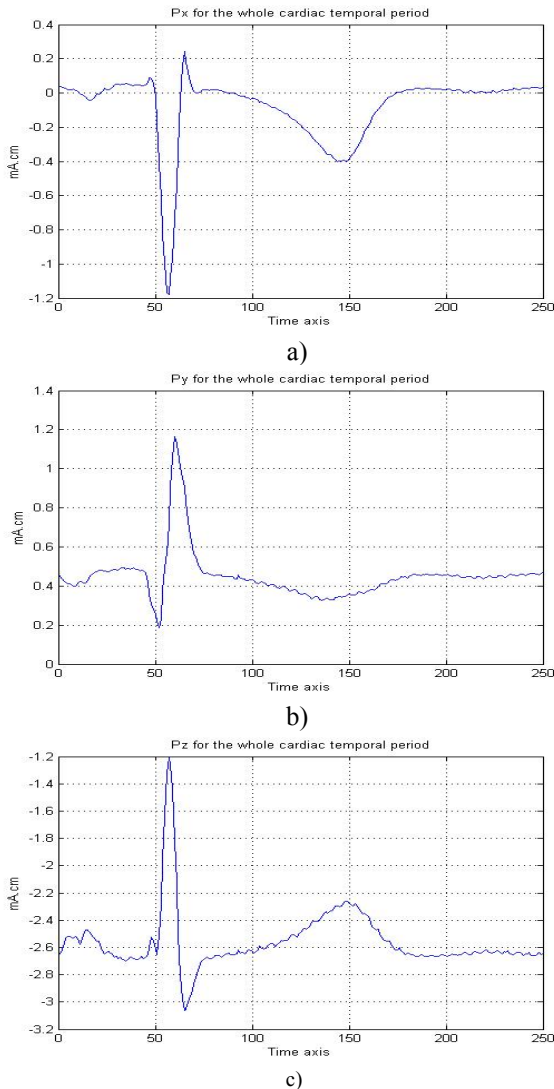 Px for the whole cardiac temporal period
0.4
0.2
0
-0.2
-0.4
-0.6
-0.8
-1
-1.2
mA.cm
0 50 100 150 200 250
Time axis
a)
Py for the whole cardiac temporal period
1.4
1.2
1
0.8
0.6
0.4
0.2
0
mA.cm
0 50 100 150 200 250
Time axis
b)
Pz for the whole cardiac temporal period
-1.2
-1.4
-1.6
-1.8
-2
-2.2
-2.4
-2.6
-2.8
-3
-3.2
mA.cm
0 50 100 150 200 250
Time axis
c)